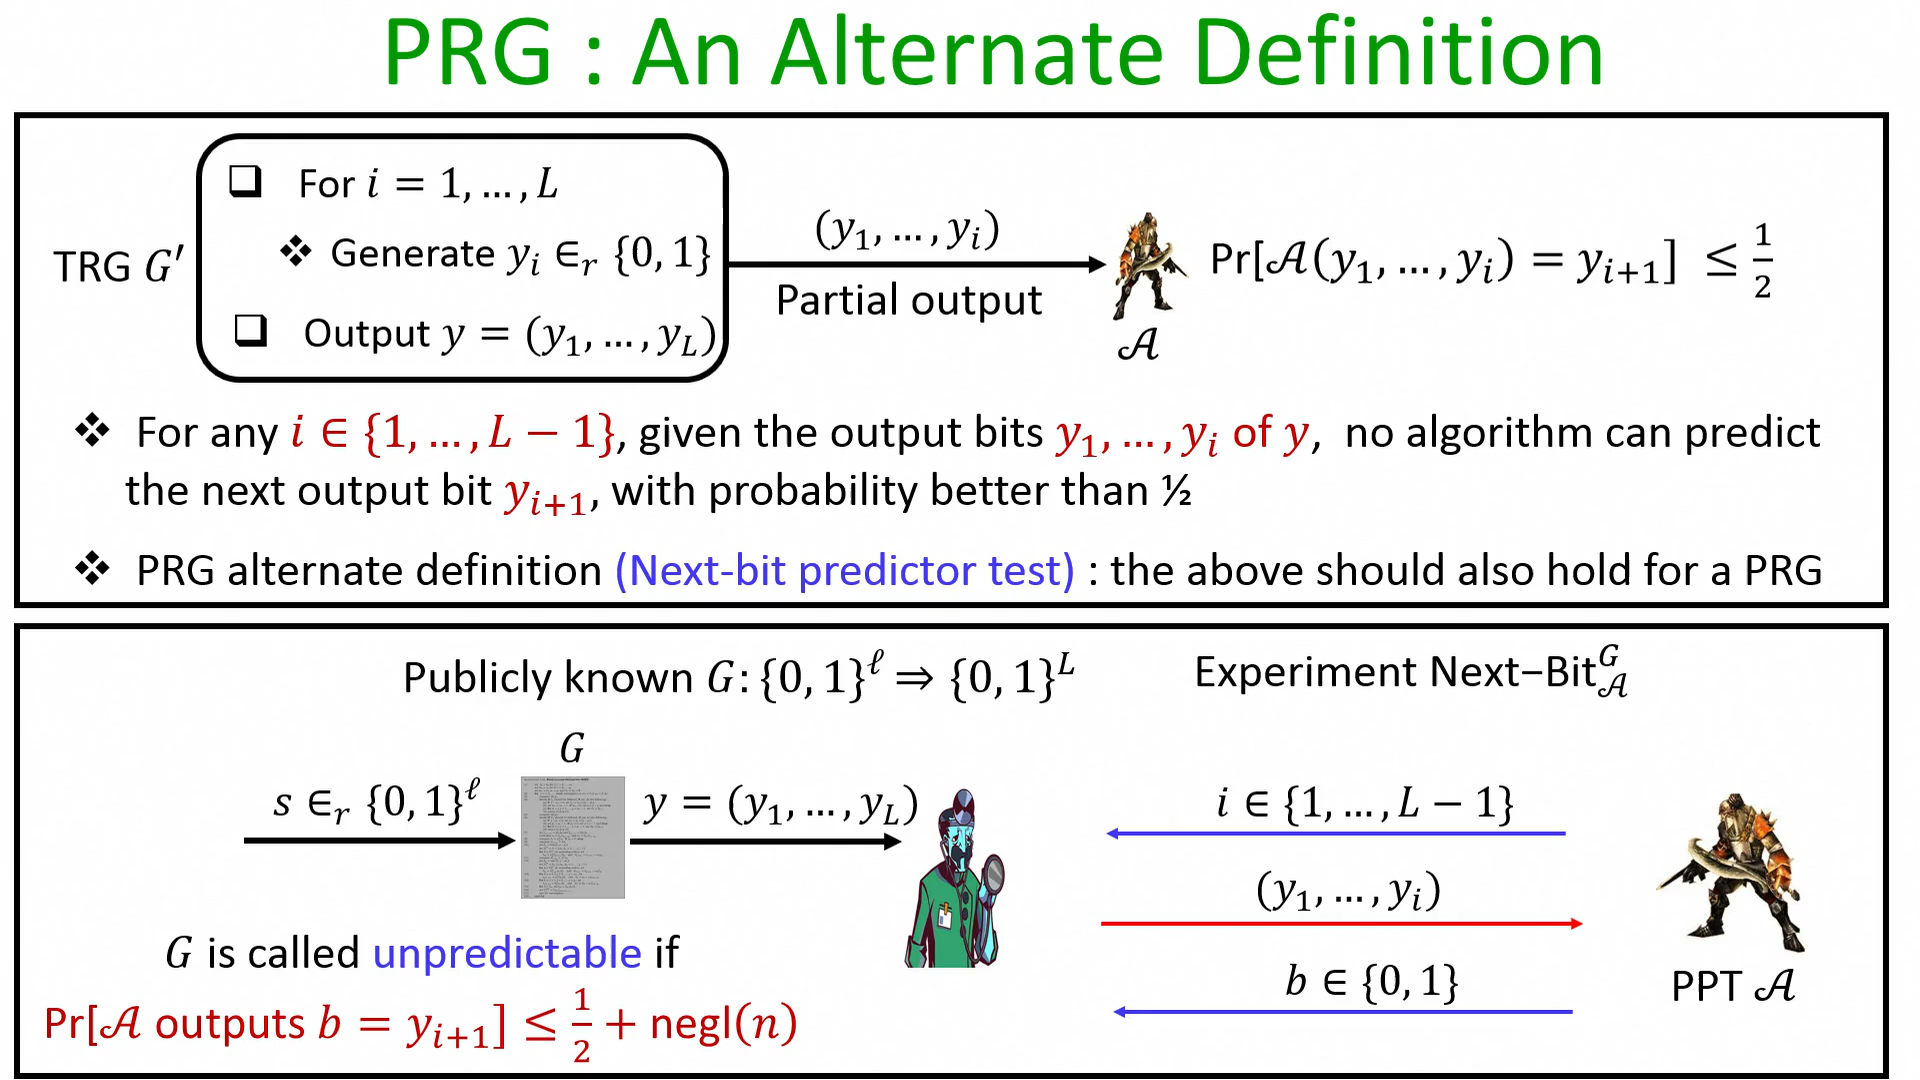 PRG : An Alternate Definition
❑ For 𝑖 = 1, … , 𝐿
❖ Generate 𝑦ᵢ ∈ᵣ {0, 1}
❑ Output 𝑦 = (𝑦₁, … , 𝑦_𝐿)
TRG 𝐺′
(𝑦₁, … , 𝑦ᵢ)
Partial output
𝒜
Pr[𝒜(𝑦₁, … , 𝑦ᵢ) = 𝑦ᵢ₊₁] ≤ 1/2
❖ For any 𝑖 ∈ {1, … , 𝐿 − 1}, given the output bits 𝑦₁, … , 𝑦ᵢ of 𝑦, no algorithm can predict
the next output bit 𝑦ᵢ₊₁, with probability better than ½
❖ PRG alternate definition (Next-bit predictor test) : the above should also hold for a PRG
Publicly known 𝐺: {0, 1}^ℓ ⇒ {0, 1}^𝐿
Experiment Next−Bit^𝐺_𝒜
𝐺
𝑠 ∈ᵣ {0, 1}^ℓ
𝑦 = (𝑦₁, … , 𝑦_𝐿)
𝑖 ∈ {1, … , 𝐿 − 1}
(𝑦₁, … , 𝑦ᵢ)
𝑏 ∈ {0, 1}
PPT 𝒜
𝐺 is called unpredictable if
Pr[𝒜 outputs 𝑏 = 𝑦ᵢ₊₁] ≤ 1/2 + negl(𝑛)